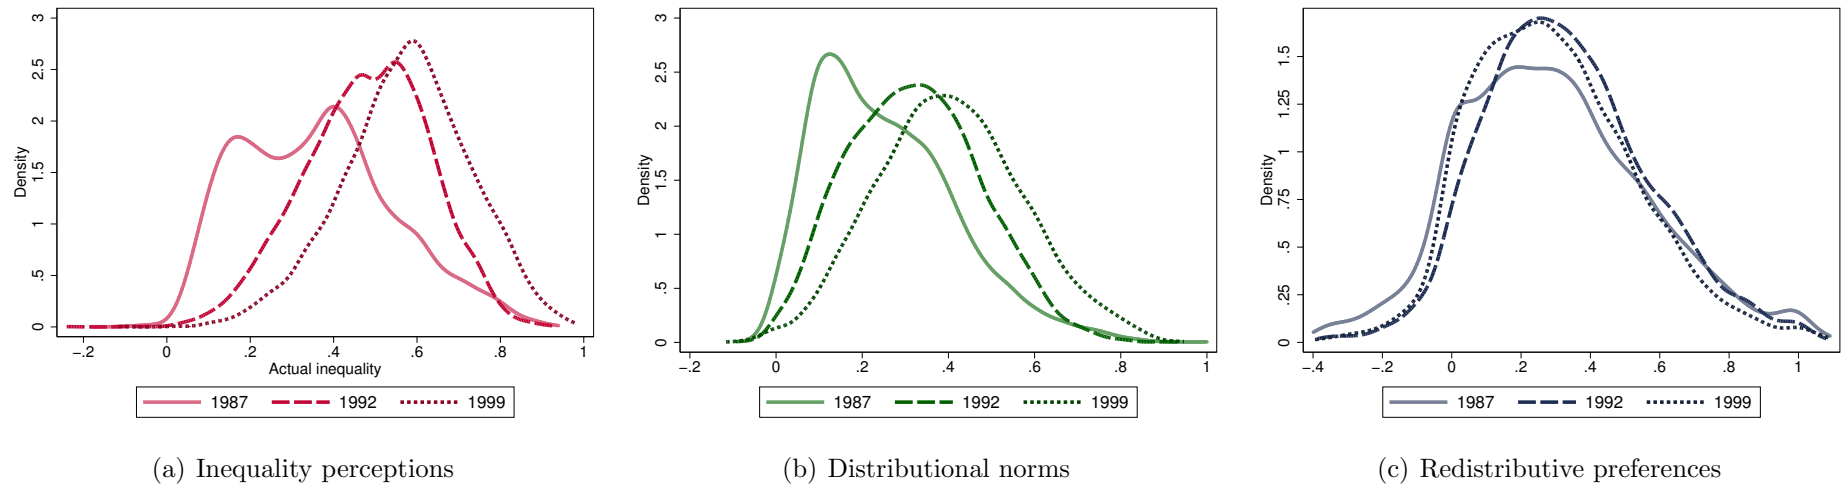 Density
3
2.5
2
1.5
1
.5
0
-.2 0 .2 .4 .6 .8 1
Actual inequality
1987 1992 1999
(a) Inequality perceptions
Density
3
2.5
2
1.5
1
.5
0
-.2 0 .2 .4 .6 .8 1
1987 1992 1999
(b) Distributional norms
Density
1.5
1.25
1
.75
.5
.25
0
-.4 -.2 0 .2 .4 .6 .8 1
1987 1992 1999
(c) Redistributive preferences